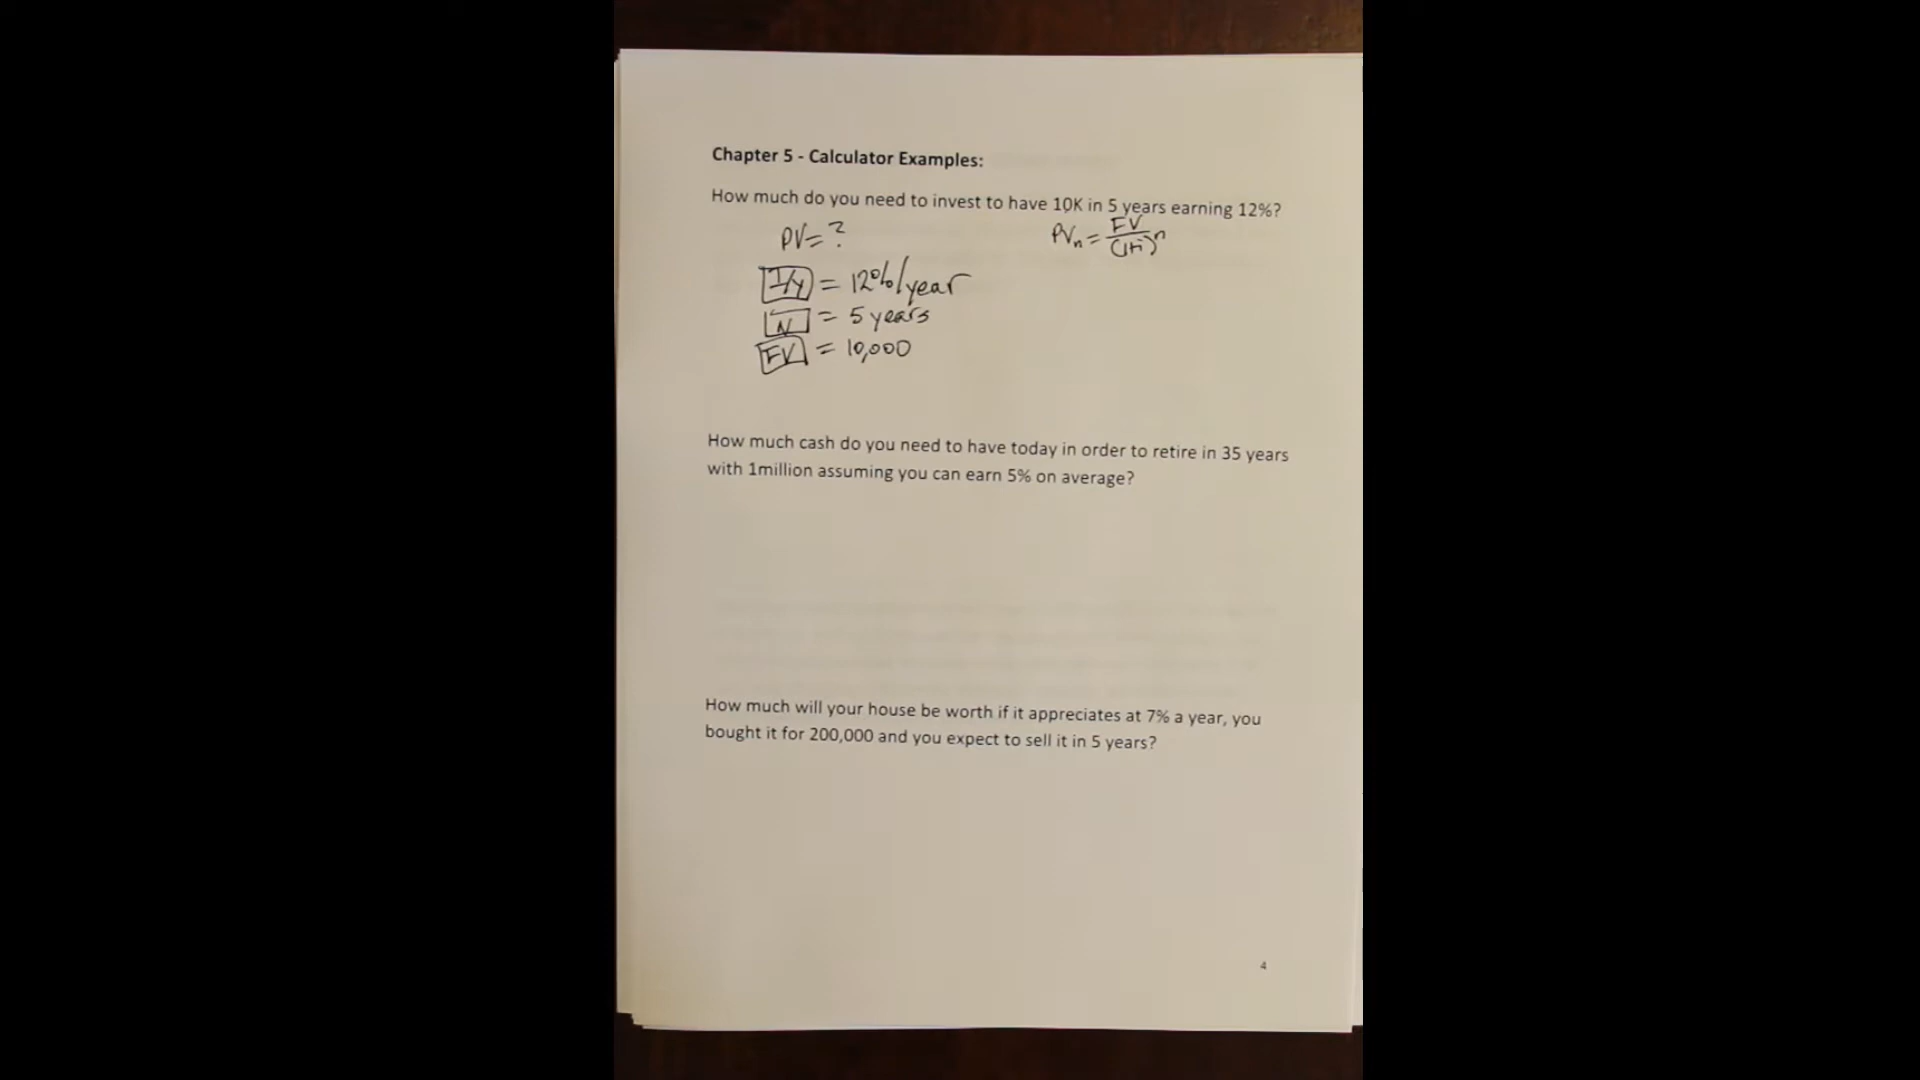 Chapter 5 - Calculator Examples:
How much do you need to invest to have 10K in 5 years earning 12%?
PV= ?
PVn = FV/(1+i)^n
I/Y = 12%/year
N = 5 years
FV = 10,000
How much cash do you need to have today in order to retire in 35 years
with 1million assuming you can earn 5% on average?
How much will your house be worth if it appreciates at 7% a year, you
bought it for 200,000 and you expect to sell it in 5 years?
4